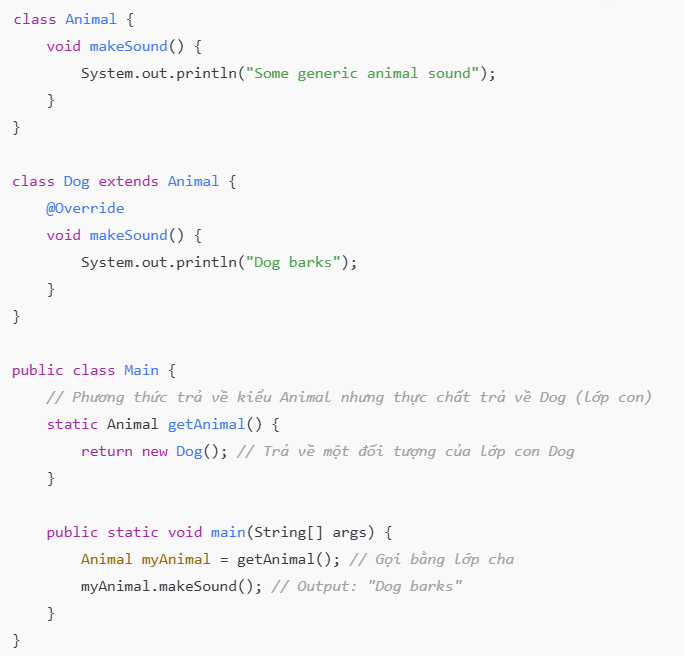 class Animal {
    void makeSound() {
        System.out.println("Some generic animal sound");
    }
}

class Dog extends Animal {
    @Override
    void makeSound() {
        System.out.println("Dog barks");
    }
}

public class Main {
    // Phương thức trả về kiểu Animal nhưng thực chất trả về Dog (lớp con)
    static Animal getAnimal() {
        return new Dog(); // Trả về một đối tượng của lớp con Dog
    }

    public static void main(String[] args) {
        Animal myAnimal = getAnimal(); // Gọi bằng lớp cha
        myAnimal.makeSound(); // Output: "Dog barks"
    }
}